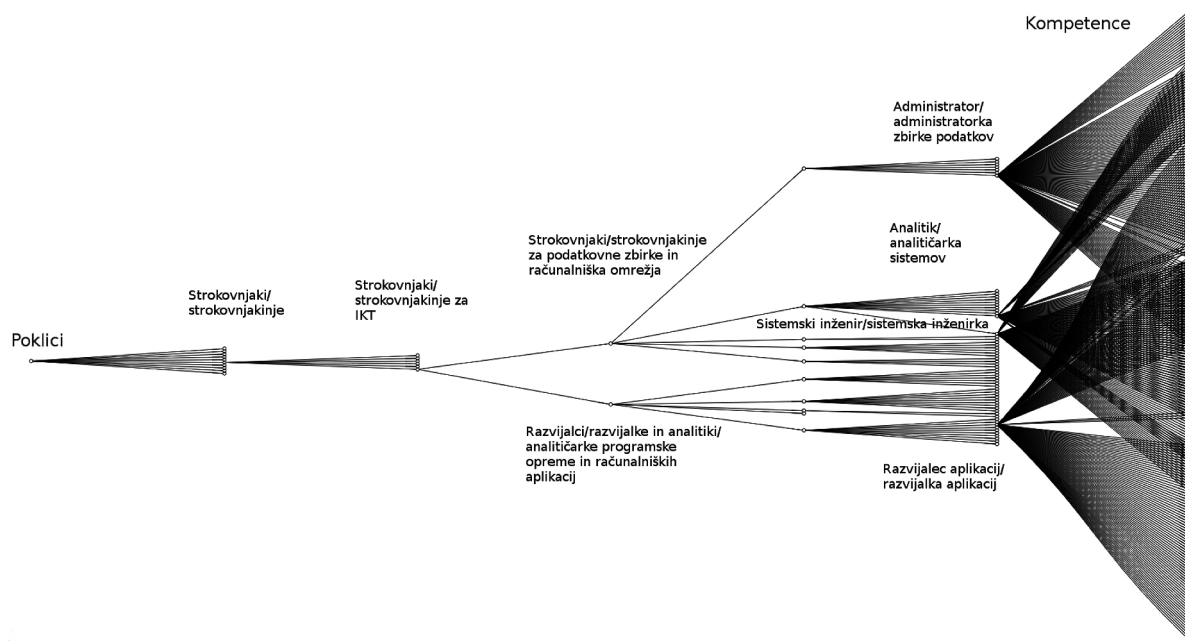 Kompetence
Administrator/
administratorka
zbirke podatkov
Analitik/
analitičarka
sistemov
Strokovnjaki/strokovnjakinje
za podatkovne zbirke in
računalniška omrežja
Strokovnjaki/
strokovnjakinje za
IKT
Strokovnjaki/
strokovnjakinje
Sistemski inženir/sistemska inženirka
Poklici
Razvijalci/razvijalke in analitiki/
analitičarke programske
opreme in računalniških
aplikacij
Razvijalec aplikacij/
razvijalka aplikacij